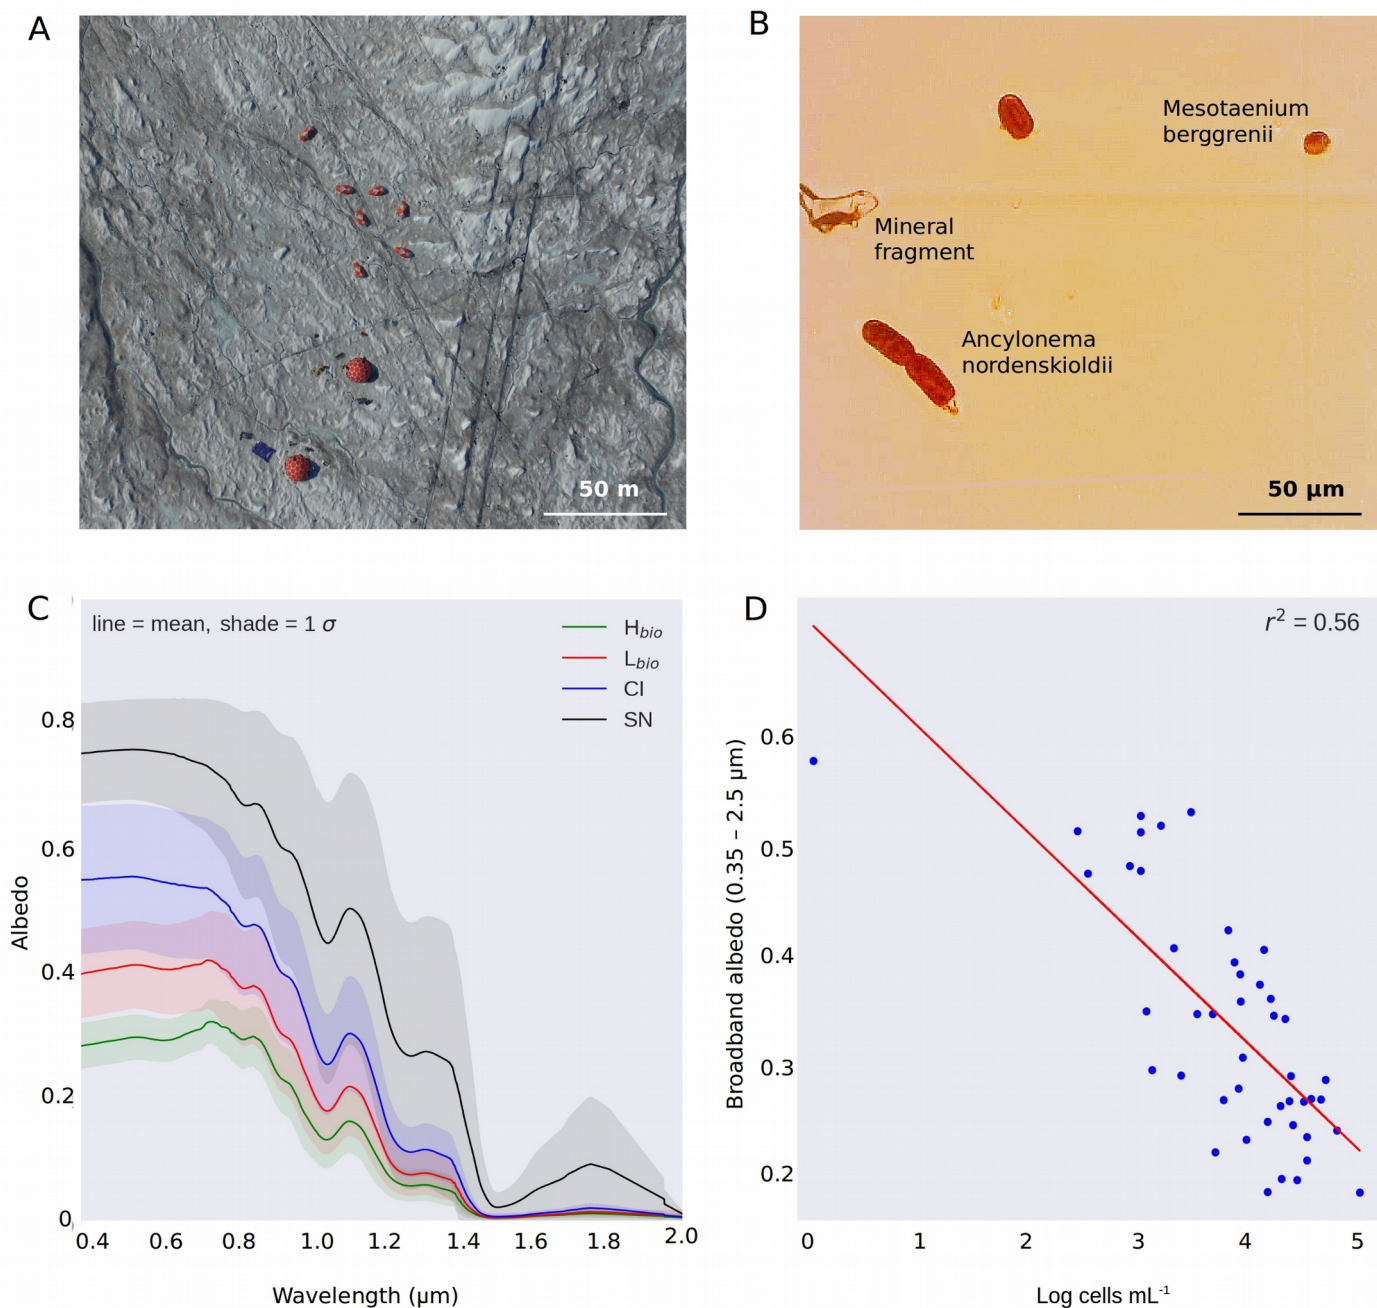 A
50 m
B
Mesotaenium
berggrenii
Mineral
fragment
Ancylonema
nordenskioldii
50 µm
C
line = mean, shade = 1 σ
Hbio
Lbio
CI
SN
Albedo
0.8
0.6
0.4
0.2
0
0.4 0.6 0.8 1.0 1.2 1.4 1.6 1.8 2.0
Wavelength (µm)
D
r² = 0.56
Broadband albedo (0.35 – 2.5 µm)
0.6
0.5
0.4
0.3
0.2
0 1 2 3 4 5
Log cells mL⁻¹